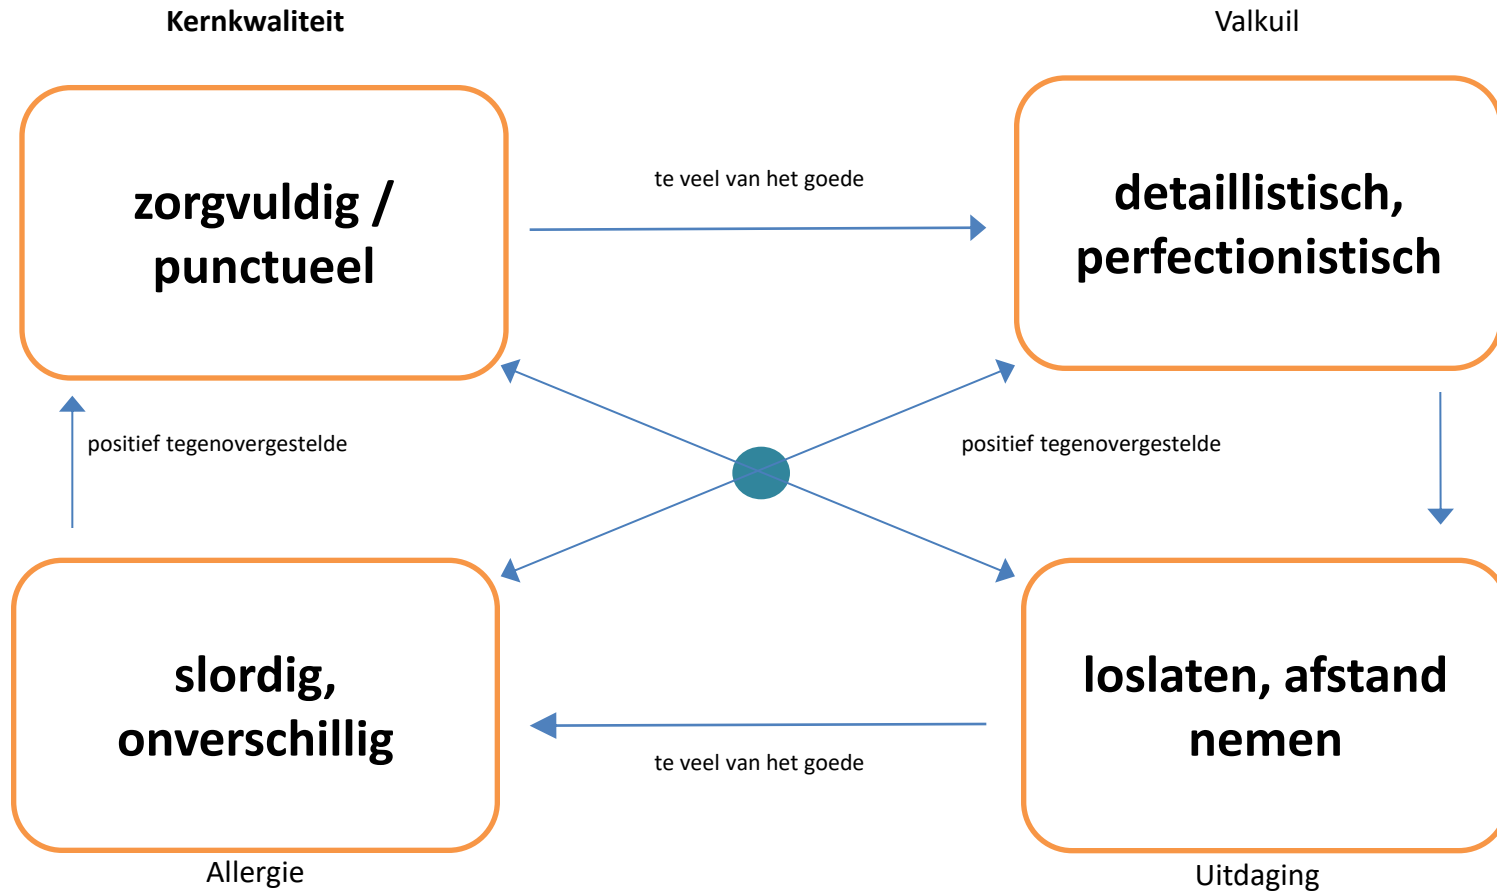 Kernkwaliteit
Valkuil
zorgvuldig /
punctueel
te veel van het goede
detaillistisch,
perfectionistisch
positief tegenovergestelde
positief tegenovergestelde
slordig,
onverschillig
te veel van het goede
loslaten, afstand
nemen
Allergie
Uitdaging